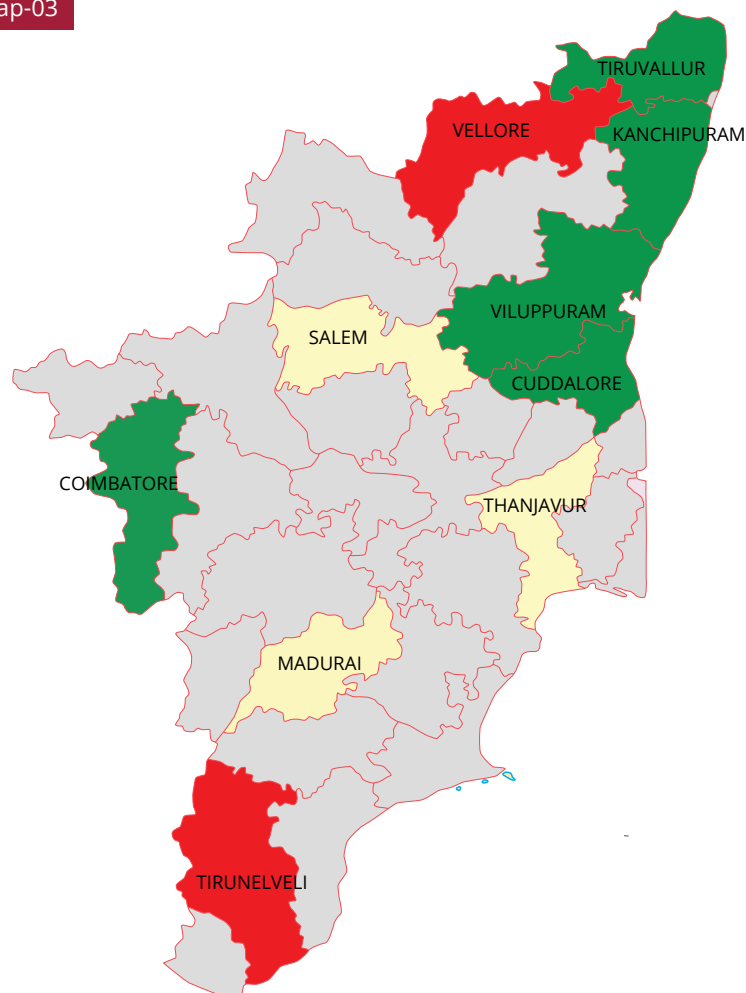 ap-03
TIRUVALLUR
VELLORE
KANCHIPURAM
VILUPPURAM
SALEM
CUDDALORE
COIMBATORE
THANJAVUR
MADURAI
TIRUNELVELI